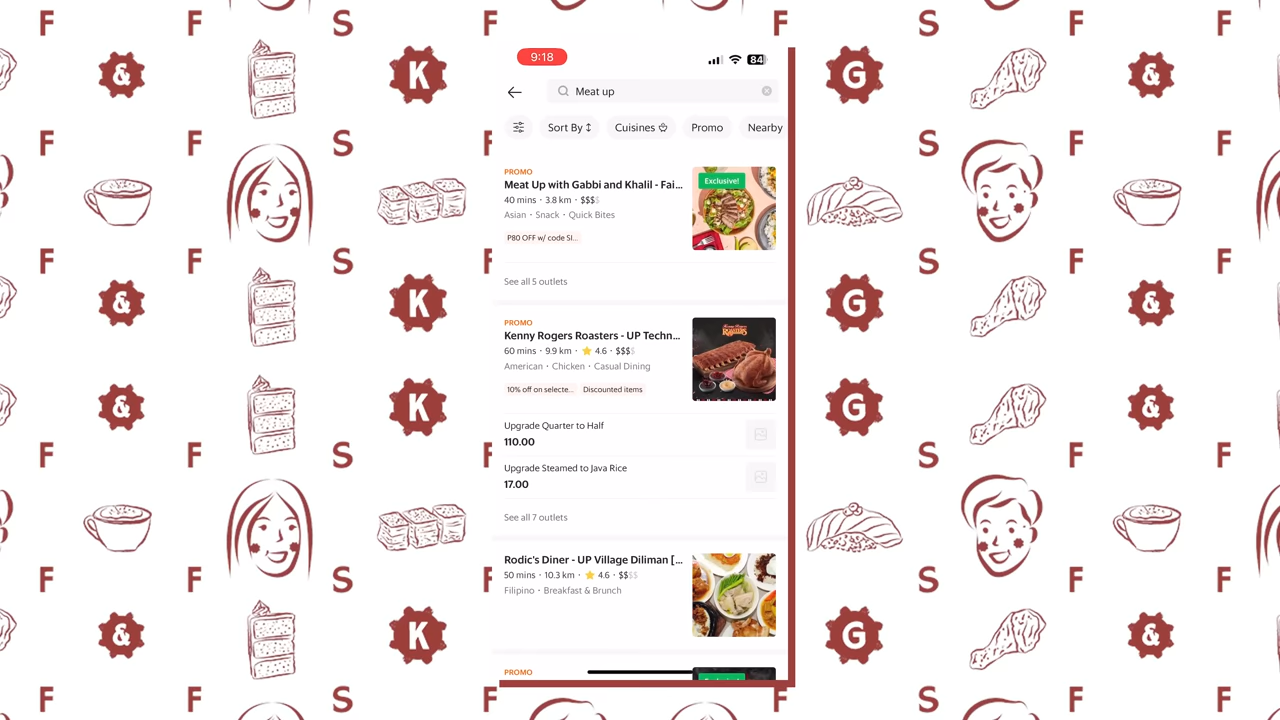 9:18
84
Meat up
Sort By
Cuisines
Promo
Nearby
PROMO
Meat Up with Gabbi and Khalil - Fai...
40 mins · 3.8 km · $$$$
Asian · Snack · Quick Bites
P80 OFF w/ code SI...
Exclusive!
See all 5 outlets
PROMO
Kenny Rogers Roasters - UP Techn...
60 mins · 9.9 km · ⭐ 4.6 · $$$$
American · Chicken · Casual Dining
10% off on selecte... Discounted items
Kenny Rogers
ROASTERS
Upgrade Quarter to Half
110.00
Upgrade Steamed to Java Rice
17.00
See all 7 outlets
Rodic's Diner - UP Village Diliman [...
50 mins · 10.3 km · ⭐ 4.6 · $$$$
Filipino · Breakfast & Brunch
PROMO
F F S F S F F
& K G &
F F S F S F F
F F S F S F F
& K G &
F F S F S F F
& K G &
F F S F S F F
F F S F S F F
& K G &
F F S F S F F